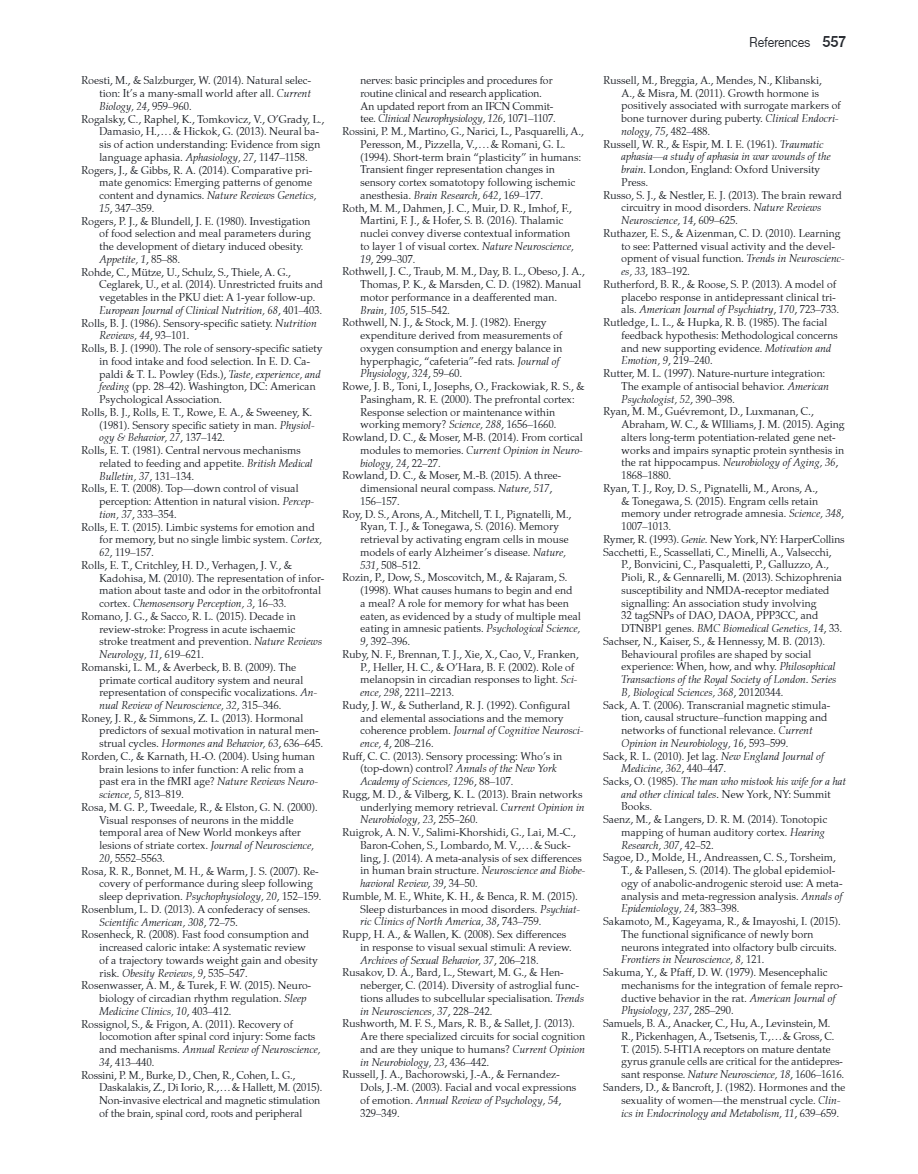 References 557
Roesti, M., & Salzburger, W. (2014). Natural selec-
tion: It’s a many-small world after all. Current
Biology, 24, 959–960.
Rogalsky, C., Raphel, K., Tomkovicz, V., O’Grady, L.,
Damasio, H.,… & Hickok, G. (2013). Neural ba-
sis of action understanding: Evidence from sign
language aphasia. Aphasiology, 27, 1147–1158.
Rogers, J., & Gibbs, R. A. (2014). Comparative pri-
mate genomics: Emerging patterns of genome
content and dynamics. Nature Reviews Genetics,
15, 347–359.
Rogers, P. J., & Blundell, J. E. (1980). Investigation
of food selection and meal parameters during
the development of dietary induced obesity.
Appetite, 1, 85–88.
Rohde, C., Mütze, U., Schulz, S., Thiele, A. G.,
Ceglarek, U., et al. (2014). Unrestricted fruits and
vegetables in the PKU diet: A 1-year follow-up.
European Journal of Clinical Nutrition, 68, 401–403.
Rolls, B. J. (1986). Sensory-specific satiety. Nutrition
Reviews, 44, 93–101.
Rolls, B. J. (1990). The role of sensory-specific satiety
in food intake and food selection. In E. D. Ca-
paldi & T. L. Powley (Eds.), Taste, experience, and
feeding (pp. 28–42). Washington, DC: American
Psychological Association.
Rolls, B. J., Rolls, E. T., Rowe, E. A., & Sweeney, K.
(1981). Sensory specific satiety in man. Physiol-
ogy & Behavior, 27, 137–142.
Rolls, E. T. (1981). Central nervous mechanisms
related to feeding and appetite. British Medical
Bulletin, 37, 131–134.
Rolls, E. T. (2008). Top—down control of visual
perception: Attention in natural vision. Percep-
tion, 37, 333–354.
Rolls, E. T. (2015). Limbic systems for emotion and
for memory, but no single limbic system. Cortex,
62, 119–157.
Rolls, E. T., Critchley, H. D., Verhagen, J. V., &
Kadohisa, M. (2010). The representation of infor-
mation about taste and odor in the orbitofrontal
cortex. Chemosensory Perception, 3, 16–33.
Romano, J. G., & Sacco, R. L. (2015). Decade in
review-stroke: Progress in acute ischaemic
stroke treatment and prevention. Nature Reviews
Neurology, 11, 619–621.
Romanski, L. M., & Averbeck, B. B. (2009). The
primate cortical auditory system and neural
representation of conspecific vocalizations. An-
nual Review of Neuroscience, 32, 315–346.
Roney, J. R., & Simmons, Z. L. (2013). Hormonal
predictors of sexual motivation in natural men-
strual cycles. Hormones and Behavior, 63, 636–645.
Rorden, C., & Karnath, H.-O. (2004). Using human
brain lesions to infer function: A relic from a
past era in the fMRI age? Nature Reviews Neuro-
science, 5, 813–819.
Rosa, M. G. P., Tweedale, R., & Elston, G. N. (2000).
Visual responses of neurons in the middle
temporal area of New World monkeys after
lesions of striate cortex. Journal of Neuroscience,
20, 5552–5563.
Rosa, R. R., Bonnet, M. H., & Warm, J. S. (2007). Re-
covery of performance during sleep following
sleep deprivation. Psychophysiology, 20, 152–159.
Rosenblum, L. D. (2013). A confederacy of senses.
Scientific American, 308, 72–75.
Rosenheck, R. (2008). Fast food consumption and
increased caloric intake: A systematic review
of a trajectory towards weight gain and obesity
risk. Obesity Reviews, 9, 535–547.
Rosenwasser, A. M., & Turek, F. W. (2015). Neuro-
biology of circadian rhythm regulation. Sleep
Medicine Clinics, 10, 403–412.
Rossignol, S., & Frigon, A. (2011). Recovery of
locomotion after spinal cord injury: Some facts
and mechanisms. Annual Review of Neuroscience,
34, 413–440.
Rossini, P. M., Burke, D., Chen, R., Cohen, L. G.,
Daskalakis, Z., Di Iorio, R.,… & Hallett, M. (2015).
Non-invasive electrical and magnetic stimulation
of the brain, spinal cord, roots and peripheral
nerves: basic principles and procedures for
routine clinical and research application.
An updated report from an IFCN Commit-
tee. Clinical Neurophysiology, 126, 1071–1107.
Rossini, P. M., Martino, G., Narici, L., Pasquarelli, A.,
Peresson, M., Pizzella, V.,… & Romani, G. L.
(1994). Short-term brain “plasticity” in humans:
Transient finger representation changes in
sensory cortex somatotopy following ischemic
anesthesia. Brain Research, 642, 169–177.
Roth, M. M., Dahmen, J. C., Muir, D. R., Imhof, F.,
Martini, F. J., & Hofer, S. B. (2016). Thalamic
nuclei convey diverse contextual information
to layer 1 of visual cortex. Nature Neuroscience,
19, 299–307.
Rothwell, J. C., Traub, M. M., Day, B. L., Obeso, J. A.,
Thomas, P. K., & Marsden, C. D. (1982). Manual
motor performance in a deafferented man.
Brain, 105, 515–542.
Rothwell, N. J., & Stock, M. J. (1982). Energy
expenditure derived from measurements of
oxygen consumption and energy balance in
hyperphagic, “cafeteria”-fed rats. Journal of
Physiology, 324, 59–60.
Rowe, J. B., Toni, I., Josephs, O., Frackowiak, R. S., &
Pasingham, R. E. (2000). The prefrontal cortex:
Response selection or maintenance within
working memory? Science, 288, 1656–1660.
Rowland, D. C., & Moser, M-B. (2014). From cortical
modules to memories. Current Opinion in Neuro-
biology, 24, 22–27.
Rowland, D. C., & Moser, M.-B. (2015). A three-
dimensional neural compass. Nature, 517,
156–157.
Roy, D. S., Arons, A., Mitchell, T. I., Pignatelli, M.,
Ryan, T. J., & Tonegawa, S. (2016). Memory
retrieval by activating engram cells in mouse
models of early Alzheimer’s disease. Nature,
531, 508–512.
Rozin, P., Dow, S., Moscovitch, M., & Rajaram, S.
(1998). What causes humans to begin and end
a meal? A role for memory for what has been
eaten, as evidenced by a study of multiple meal
eating in amnesic patients. Psychological Science,
9, 392–396.
Ruby, N. F., Brennan, T. J., Xie, X., Cao, V., Franken,
P., Heller, H. C., & O’Hara, B. F. (2002). Role of
melanopsin in circadian responses to light. Sci-
ence, 298, 2211–2213.
Rudy, J. W., & Sutherland, R. J. (1992). Configural
and elemental associations and the memory
coherence problem. Journal of Cognitive Neurosci-
ence, 4, 208–216.
Ruff, C. C. (2013). Sensory processing: Who’s in
(top-down) control? Annals of the New York
Academy of Sciences, 1296, 88–107.
Rugg, M. D., & Vilberg, K. L. (2013). Brain networks
underlying memory retrieval. Current Opinion in
Neurobiology, 23, 255–260.
Ruigrok, A. N. V., Salimi-Khorshidi, G., Lai, M.-C.,
Baron-Cohen, S., Lombardo, M. V.,… & Suck-
ling, J. (2014). A meta-analysis of sex differences
in human brain structure. Neuroscience and Biobe-
havioral Review, 39, 34–50.
Rumble, M. E., White, K. H., & Benca, R. M. (2015).
Sleep disturbances in mood disorders. Psychiat-
ric Clinics of North America, 38, 743–759.
Rupp, H. A., & Wallen, K. (2008). Sex differences
in response to visual sexual stimuli: A review.
Archives of Sexual Behavior, 37, 206–218.
Rusakov, D. A., Bard, L., Stewart, M. G., & Hen-
neberger, C. (2014). Diversity of astroglial func-
tions alludes to subcellular specialisation. Trends
in Neurosciences, 37, 228–242.
Rushworth, M. F. S., Mars, R. B., & Sallet, J. (2013).
Are there specialized circuits for social cognition
and are they unique to humans? Current Opinion
in Neurobiology, 23, 436–442.
Russell, J. A., Bachorowski, J.-A., & Fernandez-
Dols, J.-M. (2003). Facial and vocal expressions
of emotion. Annual Review of Psychology, 54,
329–349.
Russell, M., Breggia, A., Mendes, N., Klibanski,
A., & Misra, M. (2011). Growth hormone is
positively associated with surrogate markers of
bone turnover during puberty. Clinical Endocri-
nology, 75, 482–488.
Russell, W. R., & Espir, M. I. E. (1961). Traumatic
aphasia—a study of aphasia in war wounds of the
brain. London, England: Oxford University
Press.
Russo, S. J., & Nestler, E. J. (2013). The brain reward
circuitry in mood disorders. Nature Reviews
Neuroscience, 14, 609–625.
Ruthazer, E. S., & Aizenman, C. D. (2010). Learning
to see: Patterned visual activity and the devel-
opment of visual function. Trends in Neuroscienc-
es, 33, 183–192.
Rutherford, B. R., & Roose, S. P. (2013). A model of
placebo response in antidepressant clinical tri-
als. American Journal of Psychiatry, 170, 723–733.
Rutledge, L. L., & Hupka, R. B. (1985). The facial
feedback hypothesis: Methodological concerns
and new supporting evidence. Motivation and
Emotion, 9, 219–240.
Rutter, M. L. (1997). Nature-nurture integration:
The example of antisocial behavior. American
Psychologist, 52, 390–398.
Ryan, M. M., Guévremont, D., Luxmanan, C.,
Abraham, W. C., & WIlliams, J. M. (2015). Aging
alters long-term potentiation-related gene net-
works and impairs synaptic protein synthesis in
the rat hippocampus. Neurobiology of Aging, 36,
1868–1880.
Ryan, T. J., Roy, D. S., Pignatelli, M., Arons, A.,
& Tonegawa, S. (2015). Engram cells retain
memory under retrograde amnesia. Science, 348,
1007–1013.
Rymer, R. (1993). Genie. New York, NY: HarperCollins
Sacchetti, E., Scassellati, C., Minelli, A., Valsecchi,
P., Bonvicini, C., Pasqualetti, P., Galluzzo, A.,
Pioli, R., & Gennarelli, M. (2013). Schizophrenia
susceptibility and NMDA-receptor mediated
signalling: An association study involving
32 tagSNPs of DAO, DAOA, PPP3CC, and
DTNBP1 genes. BMC Biomedical Genetics, 14, 33.
Sachser, N., Kaiser, S., & Hennessy, M. B. (2013).
Behavioural profiles are shaped by social
experience: When, how, and why. Philosophical
Transactions of the Royal Society of London. Series
B, Biological Sciences, 368, 20120344.
Sack, A. T. (2006). Transcranial magnetic stimula-
tion, causal structure–function mapping and
networks of functional relevance. Current
Opinion in Neurobiology, 16, 593–599.
Sack, R. L. (2010). Jet lag. New England Journal of
Medicine, 362, 440–447.
Sacks, O. (1985). The man who mistook his wife for a hat
and other clinical tales. New York, NY: Summit
Books.
Saenz, M., & Langers, D. R. M. (2014). Tonotopic
mapping of human auditory cortex. Hearing
Research, 307, 42–52.
Sagoe, D., Molde, H., Andreassen, C. S., Torsheim,
T., & Pallesen, S. (2014). The global epidemiol-
ogy of anabolic-androgenic steroid use: A meta-
analysis and meta-regression analysis. Annals of
Epidemiology, 24, 383–398.
Sakamoto, M., Kageyama, R., & Imayoshi, I. (2015).
The functional significance of newly born
neurons integrated into olfactory bulb circuits.
Frontiers in Neuroscience, 8, 121.
Sakuma, Y., & Pfaff, D. W. (1979). Mesencephalic
mechanisms for the integration of female repro-
ductive behavior in the rat. American Journal of
Physiology, 237, 285–290.
Samuels, B. A., Anacker, C., Hu, A., Levinstein, M.
R., Pickenhagen, A., Tsetsenis, T.,… & Gross, C.
T. (2015). 5-HT1A receptors on mature dentate
gyrus granule cells are critical for the antidepres-
sant response. Nature Neuroscience, 18, 1606–1616.
Sanders, D., & Bancroft, J. (1982). Hormones and the
sexuality of women—the menstrual cycle. Clin-
ics in Endocrinology and Metabolism, 11, 639–659.